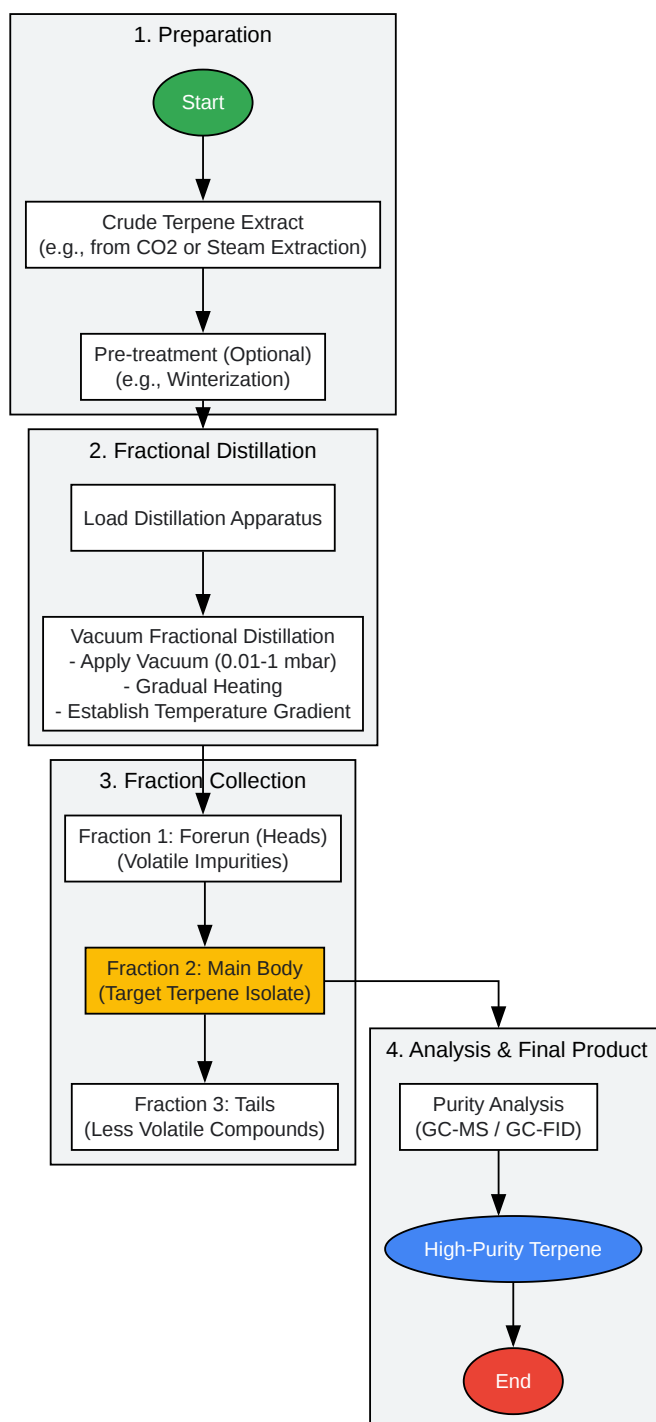 1. Preparation
Start
Crude Terpene Extract
(e.g., from CO2 or Steam Extraction)
Pre-treatment (Optional)
(e.g., Winterization)
2. Fractional Distillation
Load Distillation Apparatus
Vacuum Fractional Distillation
- Apply Vacuum (0.01-1 mbar)
- Gradual Heating
- Establish Temperature Gradient
3. Fraction Collection
Fraction 1: Forerun (Heads)
(Volatile Impurities)
Fraction 2: Main Body
(Target Terpene Isolate)
Fraction 3: Tails
(Less Volatile Compounds)
4. Analysis & Final Product
Purity Analysis
(GC-MS / GC-FID)
High-Purity Terpene
End